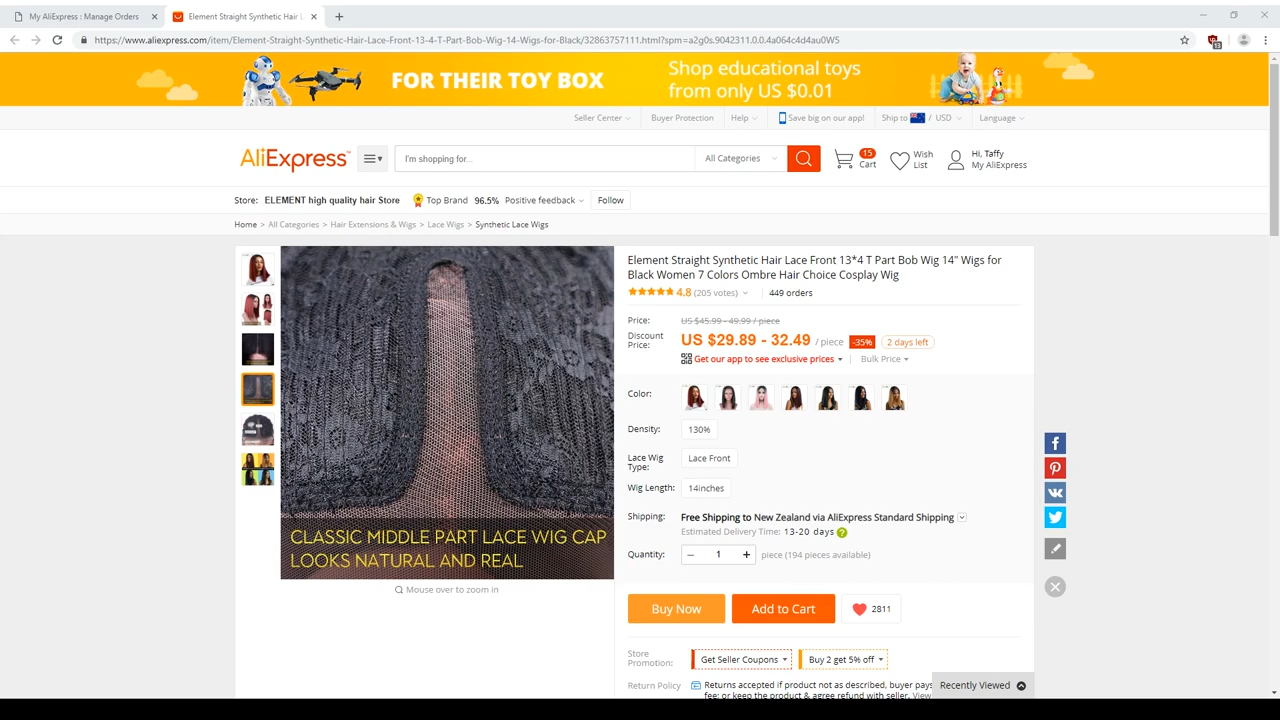 My AliExpress : Manage Orders
Element Straight Synthetic Hair L
https://www.aliexpress.com/item/Element-Straight-Synthetic-Hair-Lace-Front-13-4-T-Part-Bob-Wig-14-Wigs-for-Black/32863757111.html?spm=a2g0s.9042311.0.0.4a064c4d4au0W5
13
FOR THEIR TOY BOX
Shop educational toys
from only US $0.01
Seller Center
Buyer Protection
Help
Save big on our app!
Ship to / USD
Language
AliExpress
I'm shopping for...
All Categories
15
Cart
Wish
List
Hi, Taffy
My AliExpress
Store: ELEMENT high quality hair Store
Top Brand 96.5% Positive feedback
Follow
Home > All Categories > Hair Extensions & Wigs > Lace Wigs > Synthetic Lace Wigs
CLASSIC MIDDLE PART LACE WIG CAP
LOOKS NATURAL AND REAL
Mouse over to zoom in
Element Straight Synthetic Hair Lace Front 13*4 T Part Bob Wig 14" Wigs for
Black Women 7 Colors Ombre Hair Choice Cosplay Wig
4.8 (205 votes) 449 orders
Price: US $45.99 - 49.99 / piece
Discount
Price:
US $29.89 - 32.49 / piece -35% 2 days left
Get our app to see exclusive prices
Bulk Price
Color:
Density: 130%
Lace Wig
Type:
Lace Front
Wig Length: 14inches
Shipping: Free Shipping to New Zealand via AliExpress Standard Shipping
Estimated Delivery Time: 13-20 days ?
Quantity: − 1 + piece (194 pieces available)
Buy Now
Add to Cart
2811
Store
Promotion:
Get Seller Coupons
Buy 2 get 5% off
Return Policy
Returns accepted if product not as described, buyer pays
fee; or keep the product & agree refund with seller. View
Recently Viewed